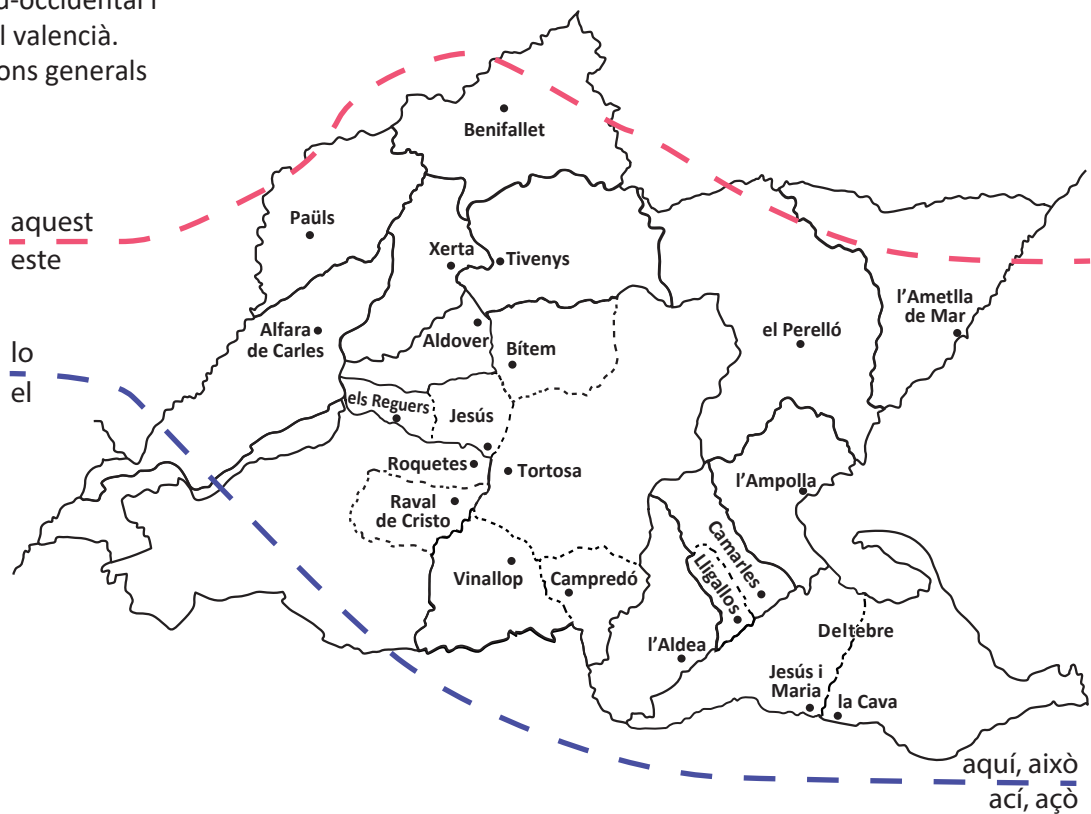 l valencià.
ons generals
Benifallet
aquest
este
Paüls
Xerta
Tivenys
l'Ametlla
de Mar
Alfara
de Carles
Aldover
Bítem
el Perelló
lo
el
els Reguers
Jesús
Roquetes
Tortosa
Raval
de Cristo
l'Ampolla
Camarles
Lligallos
Vinallop
Campredó
l'Aldea
Deltebre
Jesús i
Maria
la Cava
aquí, això
ací, açò